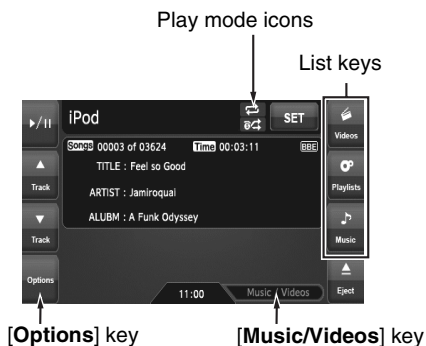 Play mode icons
List keys
iPod
SET
Videos
Songs 00003 of 03624 Time 00:03:11 BBE
TITLE : Feel so Good
Track
Playlists
ARTIST : Jamiroquai
ALUBM : A Funk Odyssey
Track
Music
Options
11:00
Music / Videos
Eject
[Options] key
[Music/Videos] key